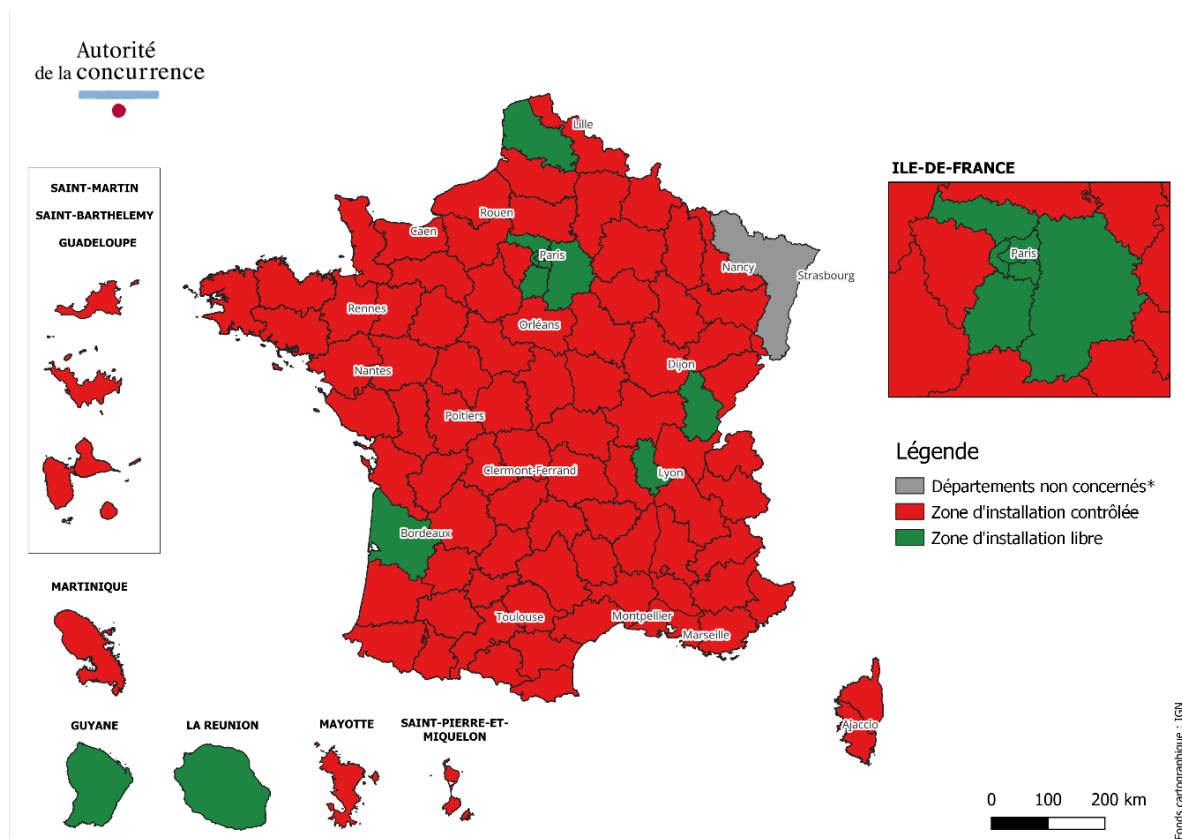 Autorité
de la concurrence
SAINT-MARTIN
SAINT-BARTHELEMY
GUADELOUPE
MARTINIQUE
GUYANE
LA REUNION
MAYOTTE
SAINT-PIERRE-ET-
MIQUELON
Lille
Rouen
Caen
Paris
Nancy
Strasbourg
Rennes
Orléans
Nantes
Dijon
Poitiers
Clermont-Ferrand
Lyon
Bordeaux
Toulouse
Montpellier
Marseille
Ajaccio
ILE-DE-FRANCE
Paris
Légende
Départements non concernés*
Zone d'installation contrôlée
Zone d'installation libre
0 100 200 km
Fonds cartographique : IGN